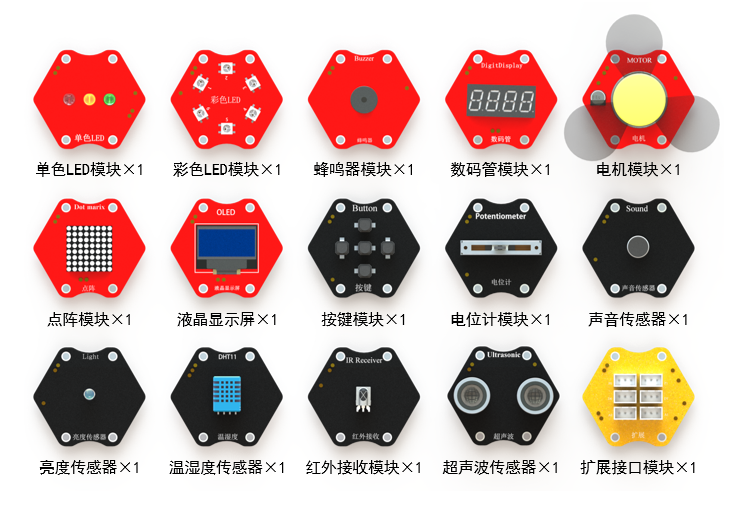 Buzzer
DigitDisplay
MOTOR
彩色LED
单色LED
蜂鸣器
数码管
电机
单色LED模块×1
彩色LED模块×1
蜂鸣器模块×1
数码管模块×1
电机模块×1
Dot marix
OLED
Button
Potentiometer
Sound
点阵
液晶显示屏
按键
电位计
声音传感器
点阵模块×1
液晶显示屏×1
按键模块×1
电位计模块×1
声音传感器×1
Light
DHT11
IR Receiver
Ultrasonic
亮度传感器
温湿度
红外接收
超声波
扩展
亮度传感器×1
温湿度传感器×1
红外接收模块×1
超声波传感器×1
扩展接口模块×1